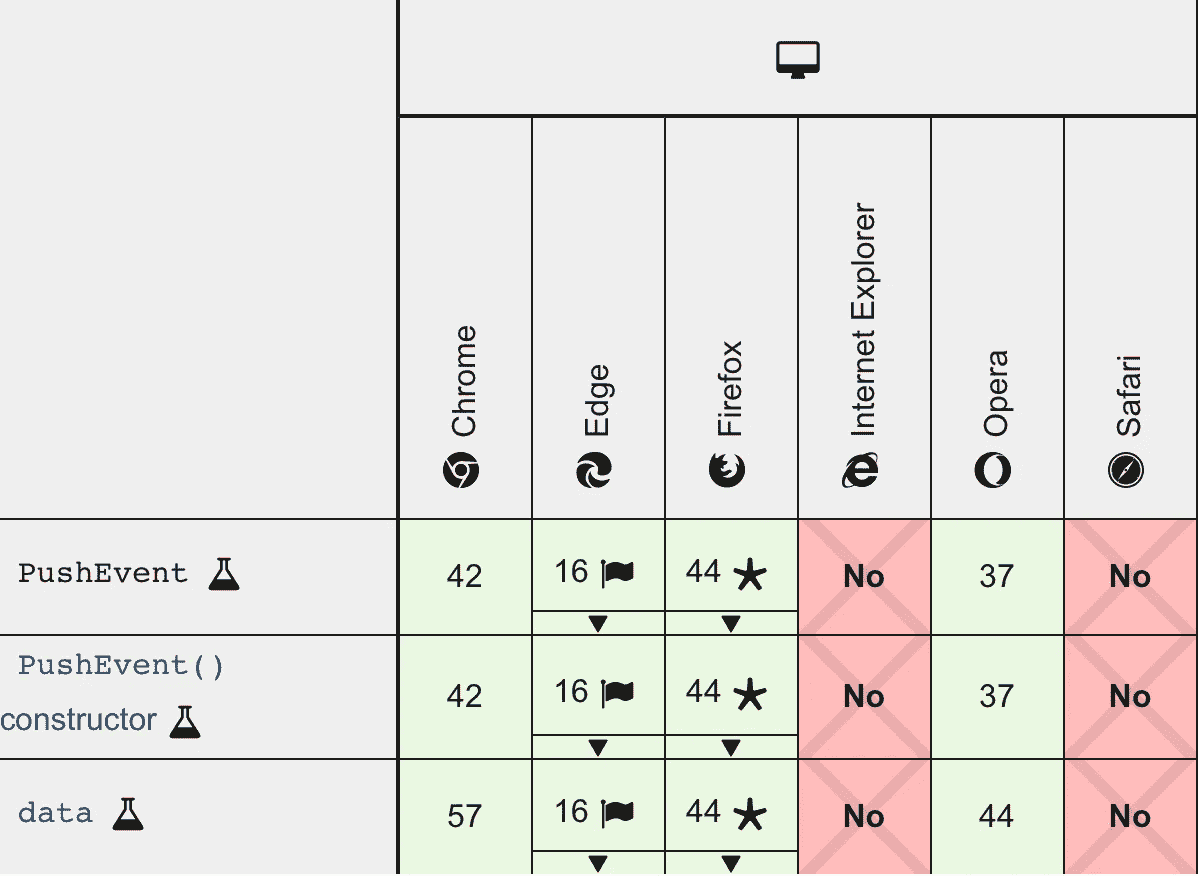 Chrome
Edge
Firefox
Internet Explorer
Opera
Safari
PushEvent 42 16 44 No 37 No
PushEvent()
constructor 42 16 44 No 37 No
data 57 16 44 No 44 No